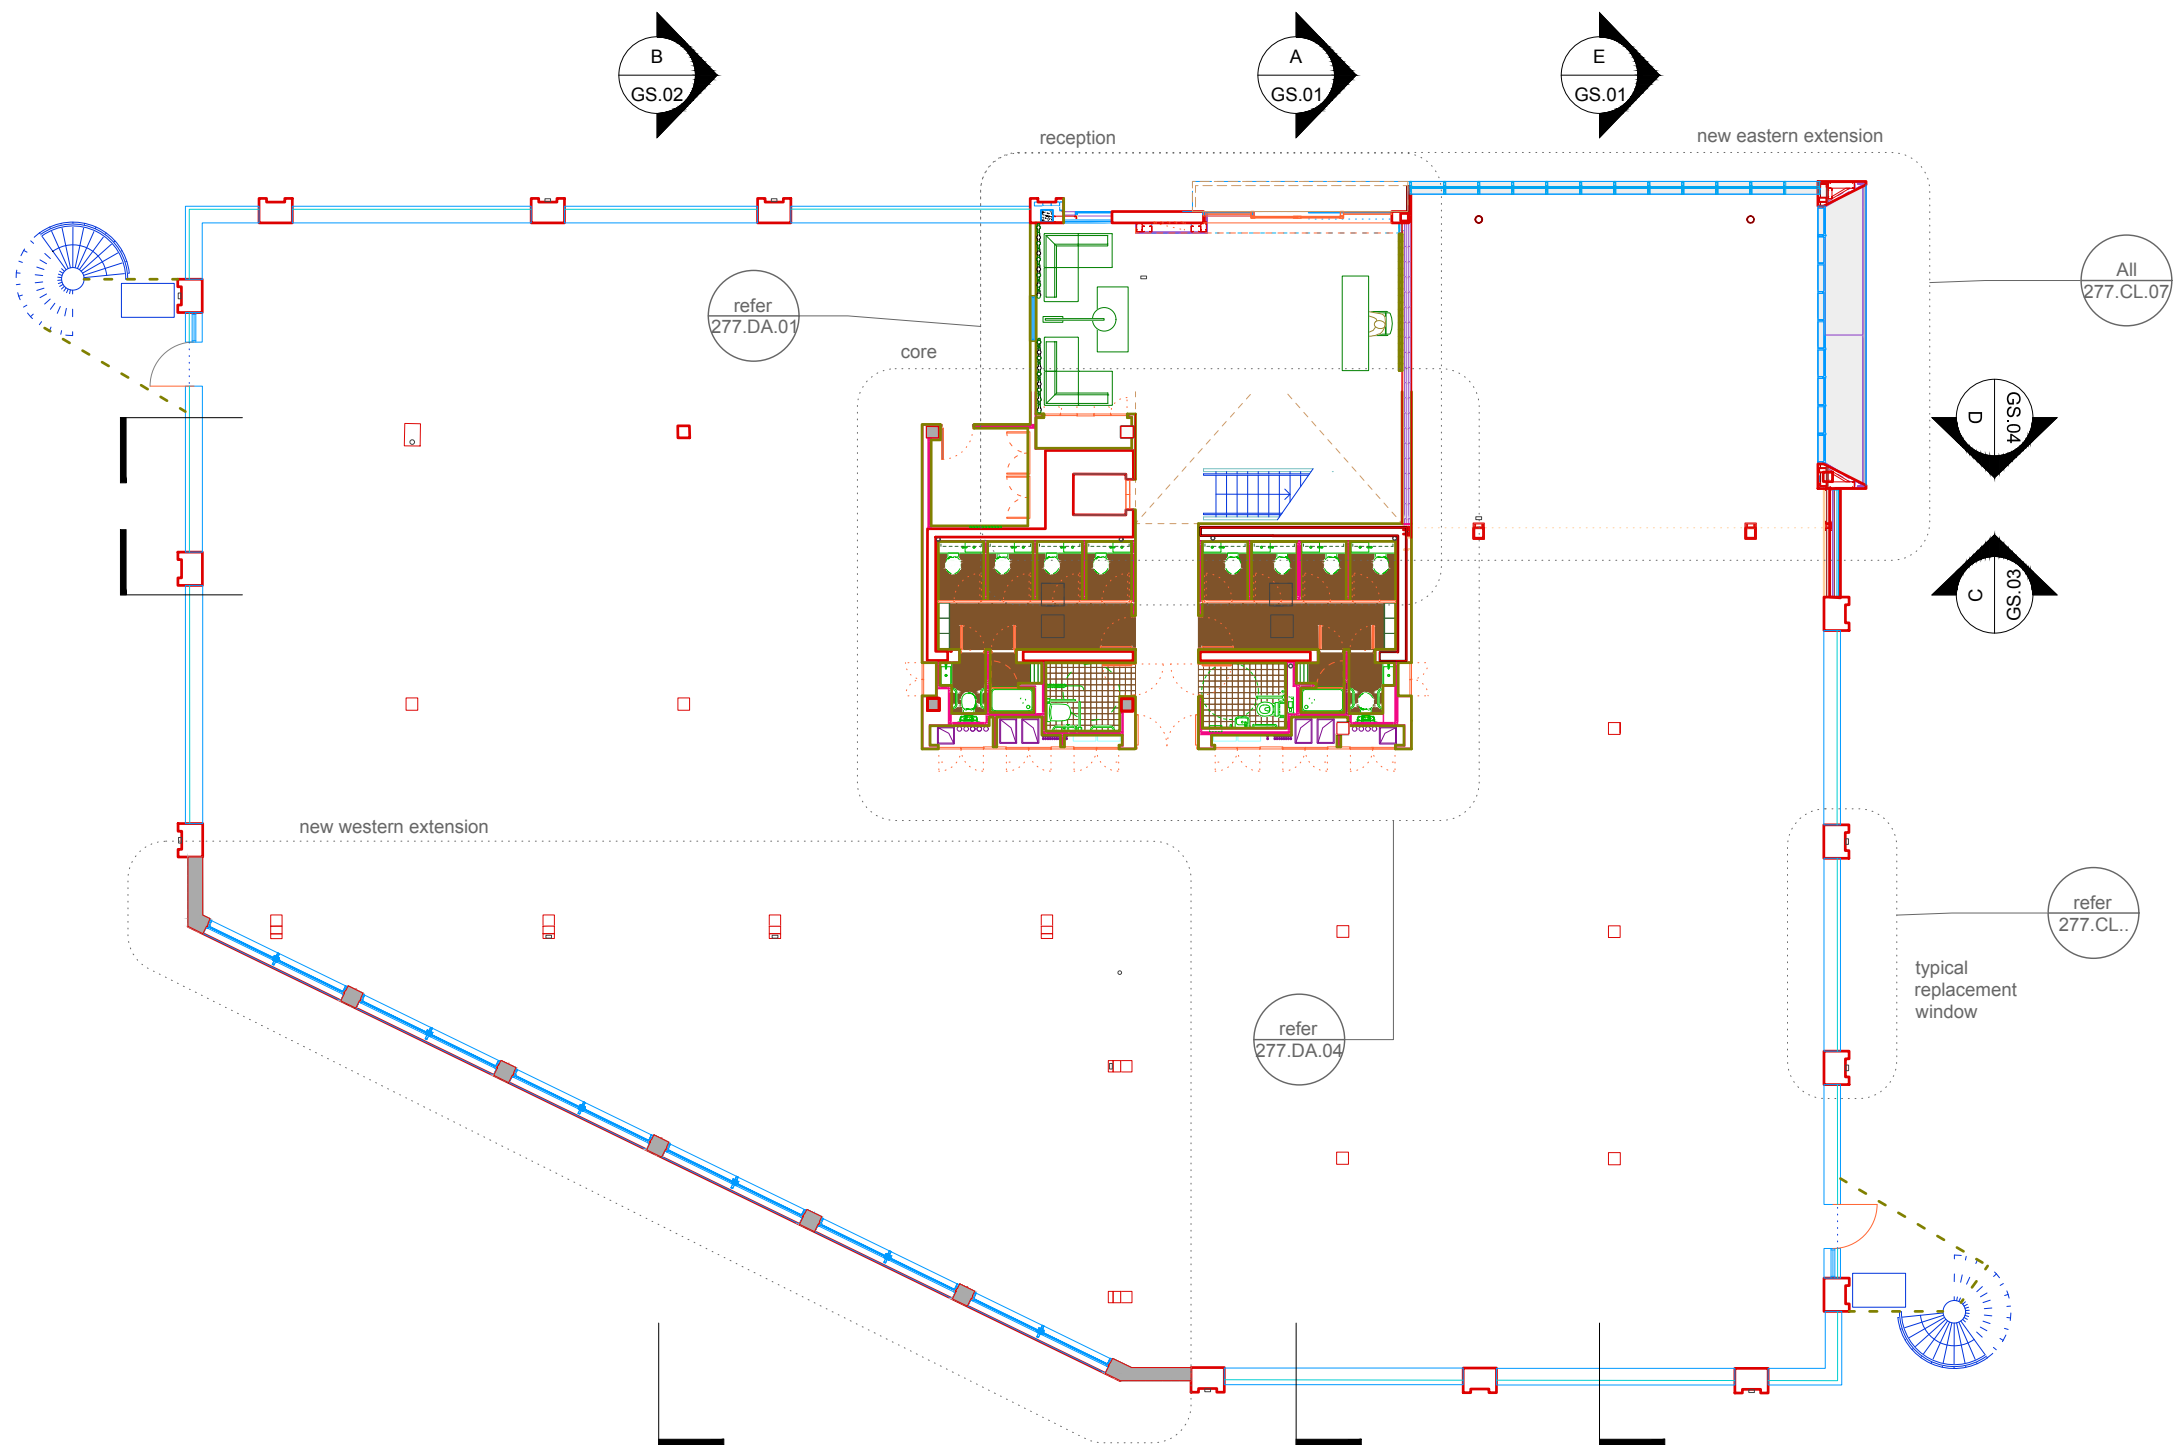 B
GS.02
A
GS.01
E
GS.01
reception
new eastern extension
All
277.CL.07
refer
277.DA.01
core
GS.04
D
C
GS.03
new western extension
refer
277.CL..
typical
replacement
window
refer
277.DA.04